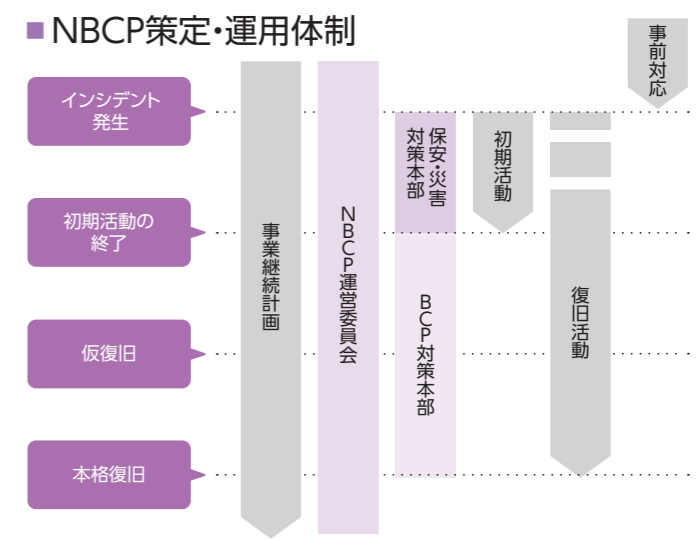 ■ NBCP策定・運用体制
事前対応
インシデント
発生
初期活動の
終了
仮復旧
本格復旧
事業継続計画
NBCP運営委員会
保安・災害
対策本部
BCP対策本部
初期活動
復旧活動